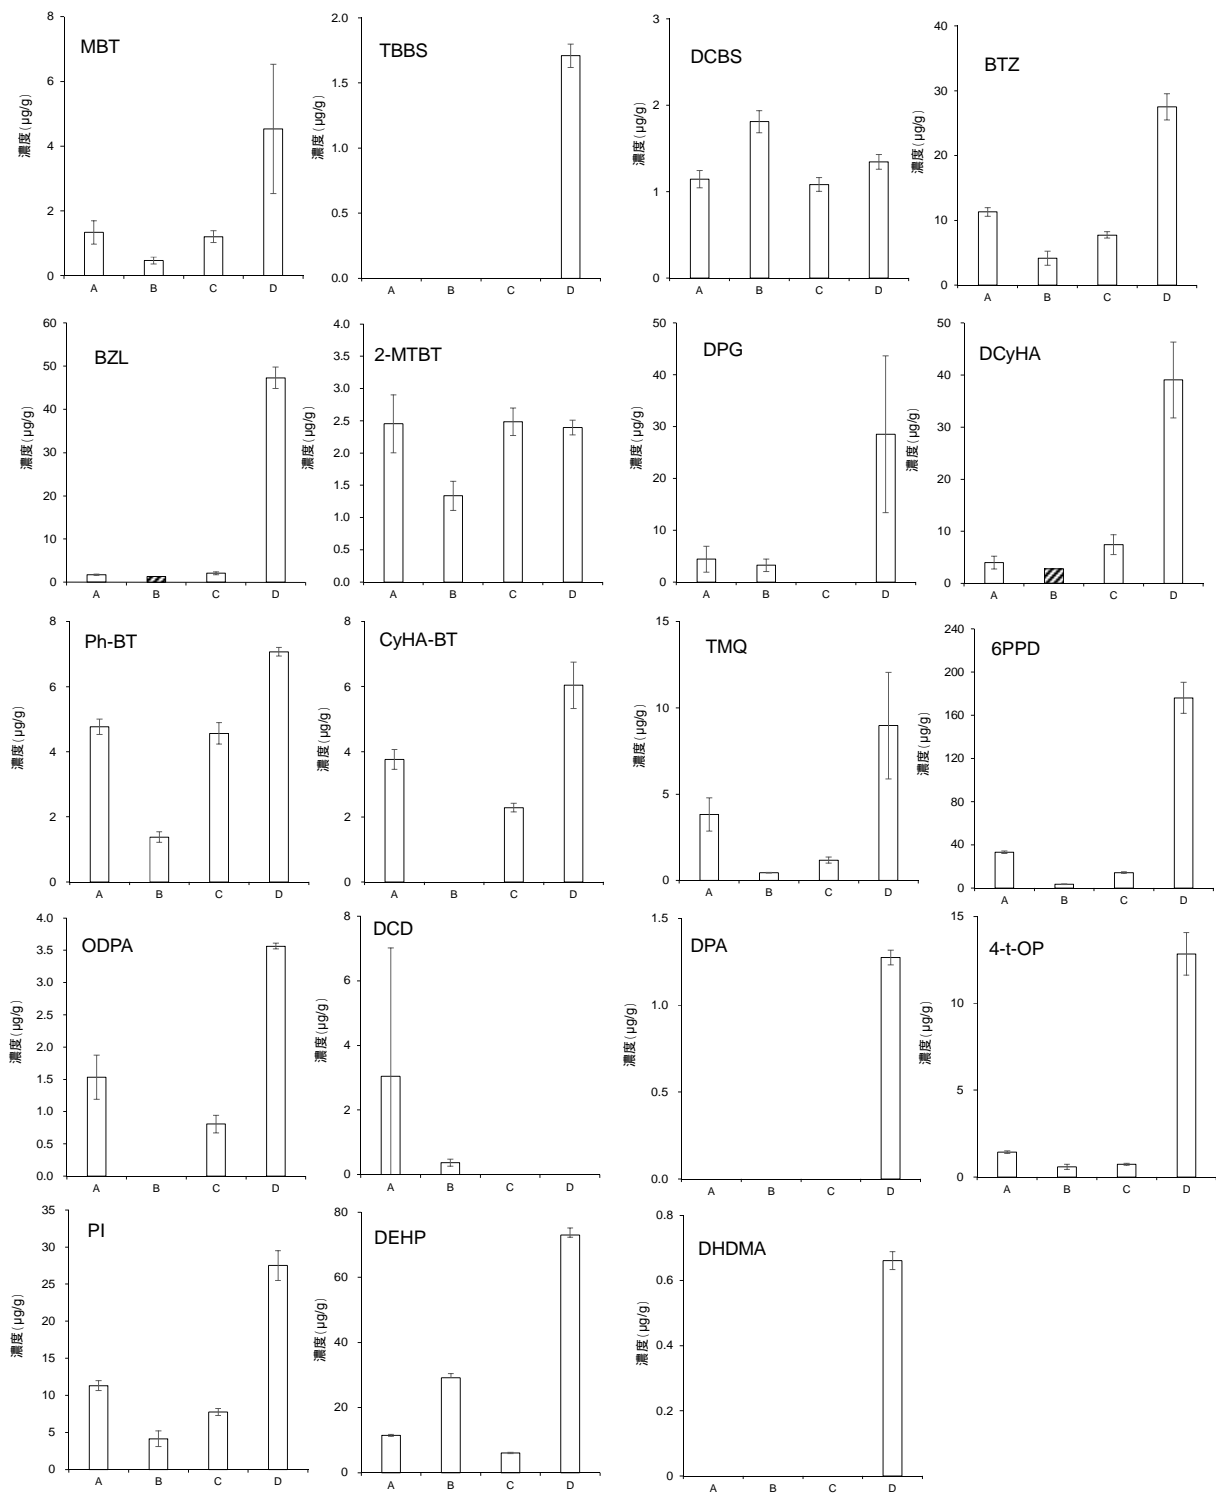 MBT
濃度(µg/g)
8
6
4
2
0
A B C D
TBBS
濃度(µg/g)
2.0
1.5
1.0
0.5
0.0
A B C D
DCBS
濃度(µg/g)
3
2
1
0
A B C D
BTZ
濃度(µg/g)
40
30
20
10
0
A B C D
BZL
濃度(µg/g)
60
50
40
30
20
10
0
A B C D
2-MTBT
濃度(µg/g)
4.0
3.5
3.0
2.5
2.0
1.5
1.0
0.5
0.0
A B C D
DPG
濃度(µg/g)
50
40
30
20
10
0
A B C D
DCyHA
濃度(µg/g)
50
40
30
20
10
0
A B C D
Ph-BT
濃度(µg/g)
8
6
4
2
0
A B C D
CyHA-BT
濃度(µg/g)
8
6
4
2
0
A B C D
TMQ
濃度(µg/g)
15
10
5
0
A B C D
6PPD
濃度(µg/g)
240
200
160
120
80
40
0
A B C D
ODPA
濃度(µg/g)
4.0
3.5
3.0
2.5
2.0
1.5
1.0
0.5
0.0
A B C D
DCD
濃度(µg/g)
8
6
4
2
0
A B C D
DPA
濃度(µg/g)
1.5
1.0
0.5
0.0
A B C D
4-t-OP
濃度(µg/g)
15
10
5
0
A B C D
PI
濃度(µg/g)
35
30
25
20
15
10
5
0
A B C D
DEHP
濃度(µg/g)
80
60
40
20
0
A B C D
DHDMA
濃度(µg/g)
0.8
0.6
0.4
0.2
0
A B C D